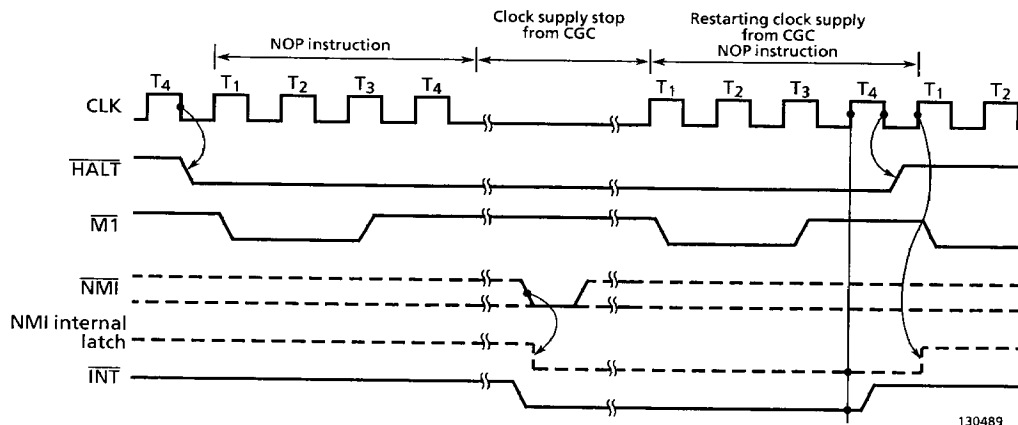 Clock supply stop
from CGC
Restarting clock supply
from CGC
NOP instruction
NOP instruction
T4 T1 T2 T3 T4 T1 T2 T3 T4 T1 T2
CLK
HALT
M1
NMI
NMI internal
latch
INT
130489